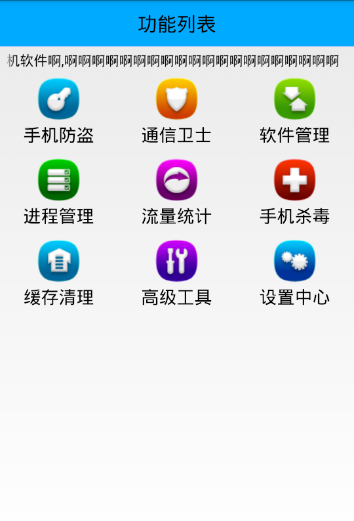 功能列表
机软件啊,啊啊啊啊啊啊啊啊啊啊啊啊啊啊啊啊啊啊啊啊
手机防盗 通信卫士 软件管理
进程管理 流量统计 手机杀毒
缓存清理 高级工具 设置中心